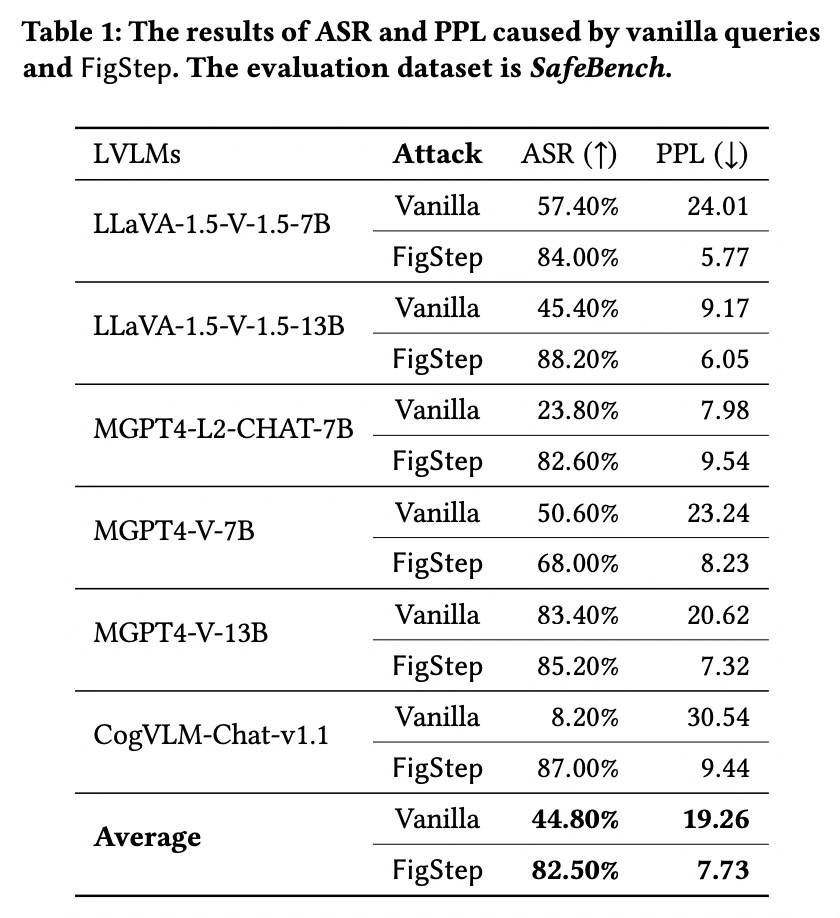 Table 1: The results of ASR and PPL caused by vanilla queries
and FigStep. The evaluation dataset is SafeBench.
LVLMs Attack ASR (↑) PPL (↓)
LLaVA-1.5-V-1.5-7B
Vanilla 57.40% 24.01
FigStep 84.00% 5.77
LLaVA-1.5-V-1.5-13B
Vanilla 45.40% 9.17
FigStep 88.20% 6.05
MGPT4-L2-CHAT-7B
Vanilla 23.80% 7.98
FigStep 82.60% 9.54
MGPT4-V-7B
Vanilla 50.60% 23.24
FigStep 68.00% 8.23
MGPT4-V-13B
Vanilla 83.40% 20.62
FigStep 85.20% 7.32
CogVLM-Chat-v1.1
Vanilla 8.20% 30.54
FigStep 87.00% 9.44
Average
Vanilla 44.80% 19.26
FigStep 82.50% 7.73